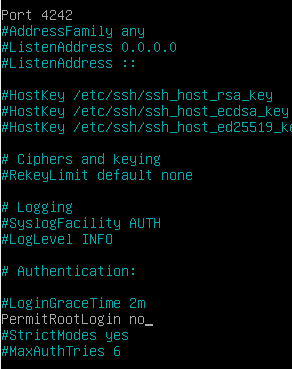 Port 4242
#AddressFamily any
#ListenAddress 0.0.0.0
#ListenAddress ::
#HostKey /etc/ssh/ssh_host_rsa_key
#HostKey /etc/ssh/ssh_host_ecdsa_key
#HostKey /etc/ssh/ssh_host_ed25519_ke
# Ciphers and keying
#RekeyLimit default none
# Logging
#SyslogFacility AUTH
#LogLevel INFO
# Authentication:
#LoginGraceTime 2m
PermitRootLogin no_
#StrictModes yes
#MaxAuthTries 6